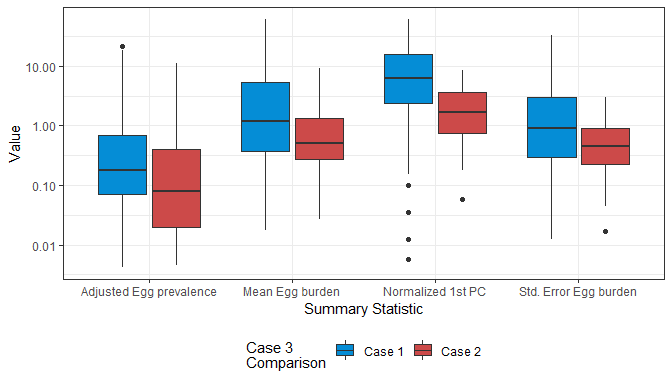 10.00
1.00
0.10
0.01
Value
Adjusted Egg prevalence
Mean Egg burden
Normalized 1st PC
Std. Error Egg burden
Summary Statistic
Case 3
Comparison
Case 1
Case 2